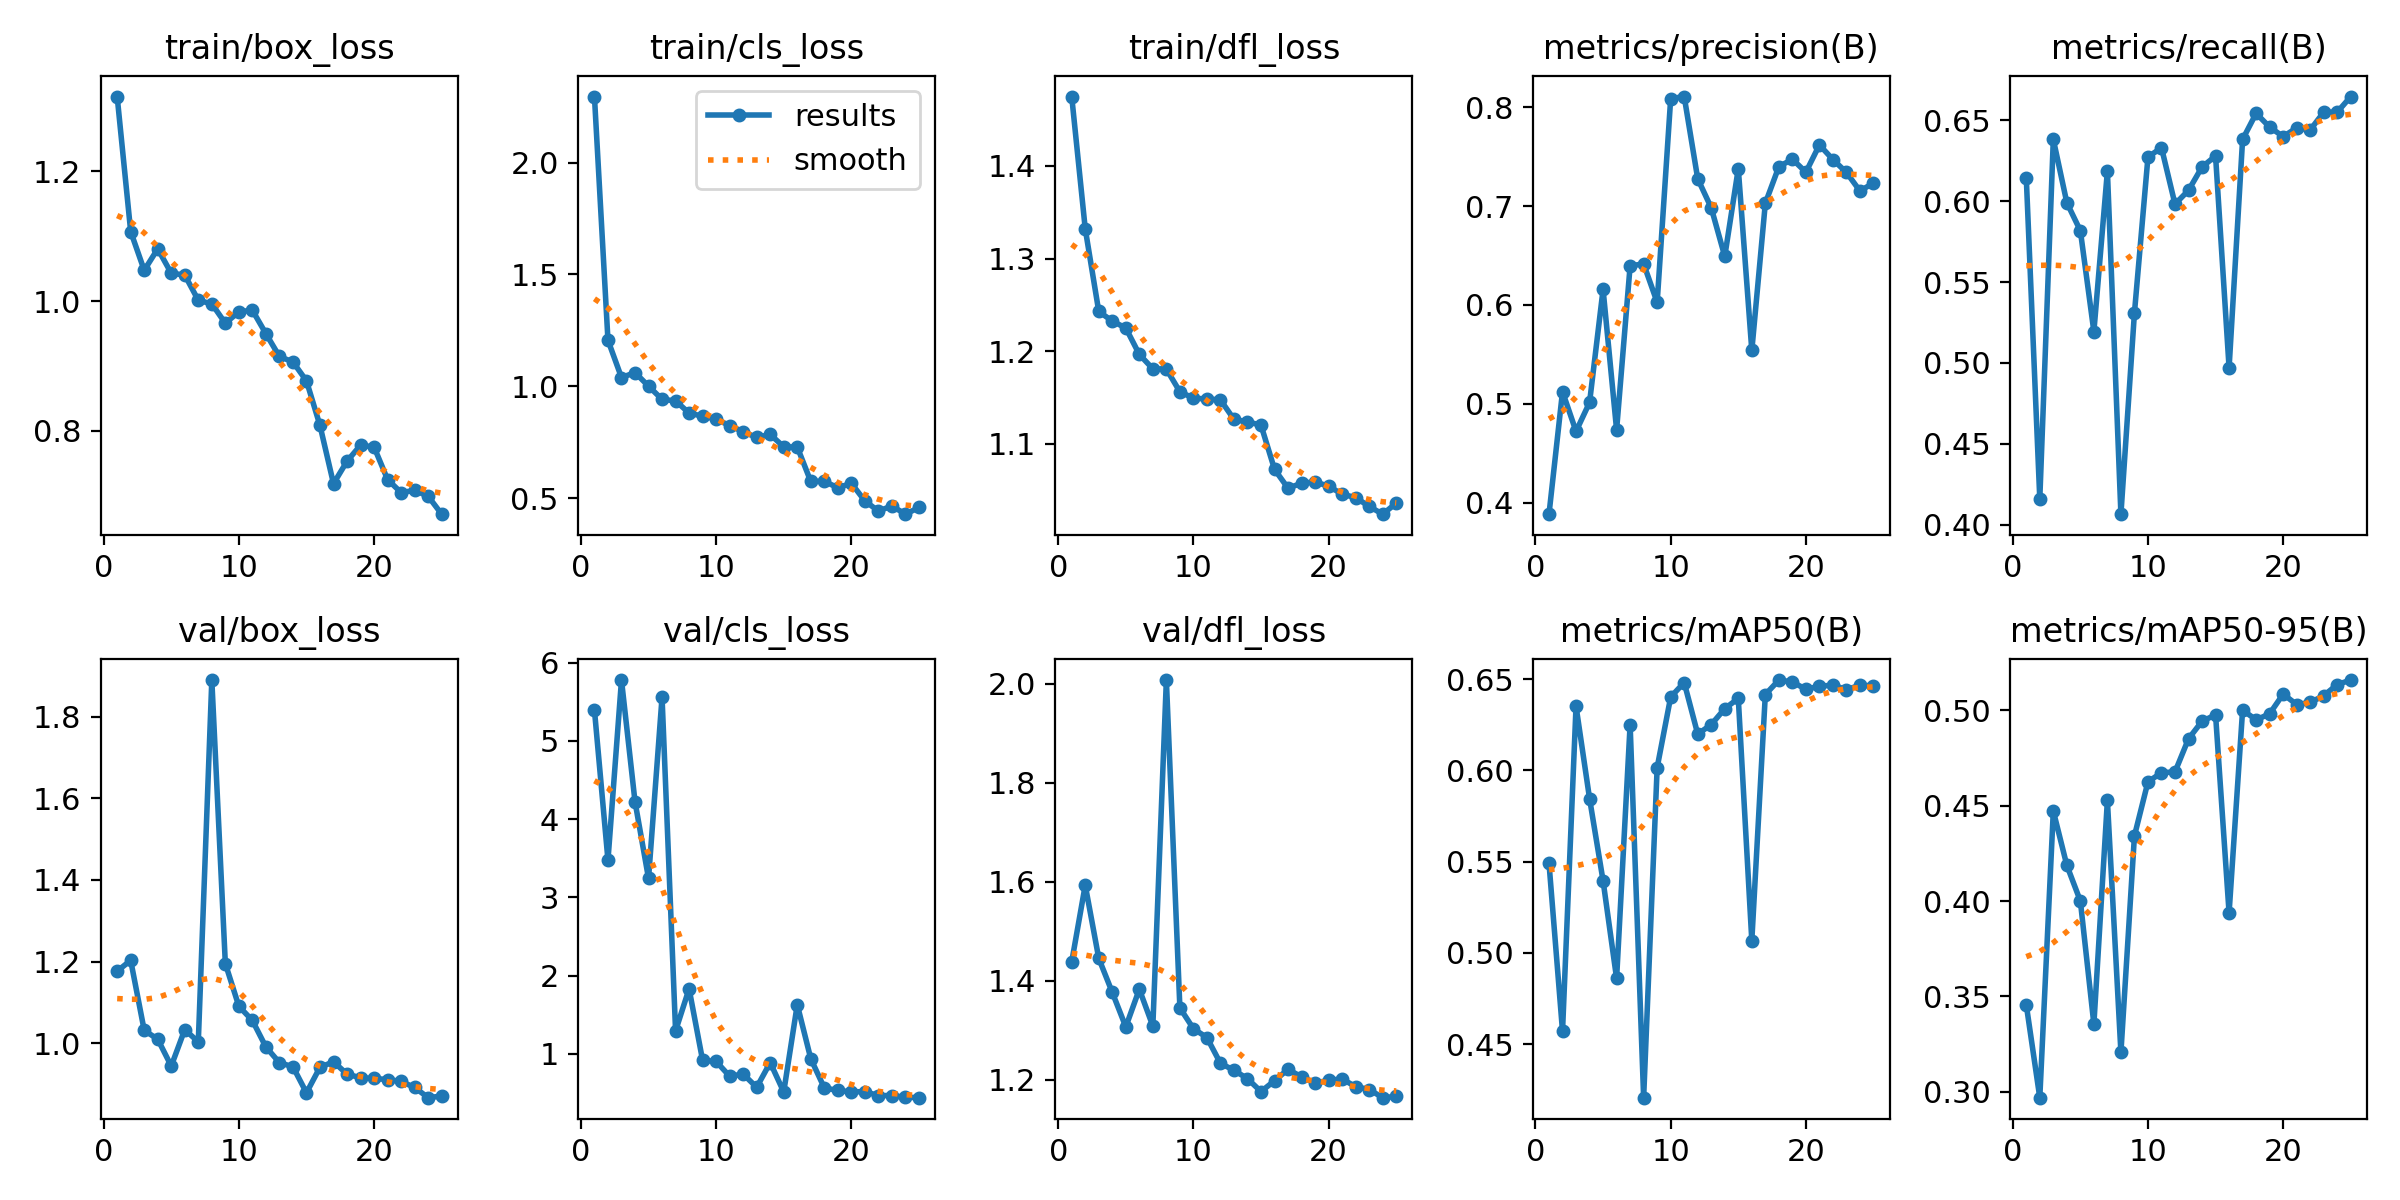 train/box_loss
1.2
1.0
0.8
0 10 20
train/cls_loss
results
smooth
2.0
1.5
1.0
0.5
0 10 20
train/dfl_loss
1.4
1.3
1.2
1.1
0 10 20
metrics/precision(B)
0.8
0.7
0.6
0.5
0.4
0 10 20
metrics/recall(B)
0.65
0.60
0.55
0.50
0.45
0.40
0 10 20
val/box_loss
1.8
1.6
1.4
1.2
1.0
0 10 20
val/cls_loss
6
5
4
3
2
1
0 10 20
val/dfl_loss
2.0
1.8
1.6
1.4
1.2
0 10 20
metrics/mAP50(B)
0.65
0.60
0.55
0.50
0.45
0 10 20
metrics/mAP50-95(B)
0.50
0.45
0.40
0.35
0.30
0 10 20